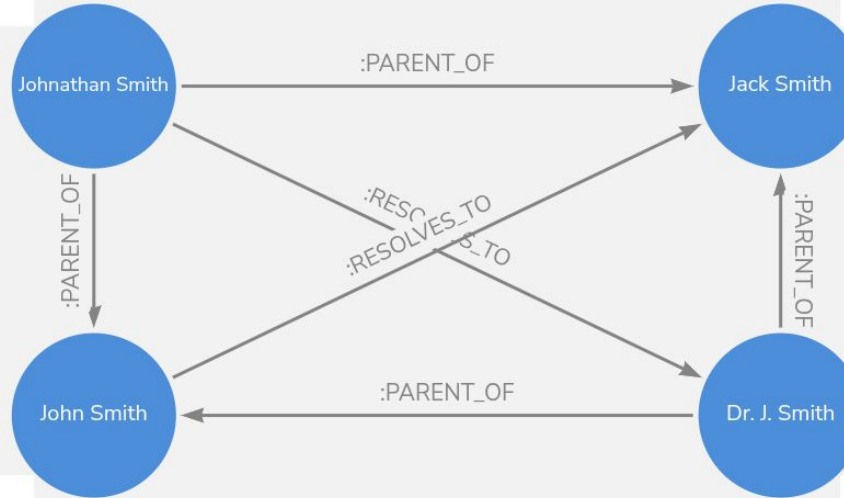 :PARENT_OF
Johnathan Smith
Jack Smith
:PARENT_OF
:RESOLVES_TO
:PARENT_OF
John Smith
:PARENT_OF
Dr. J. Smith